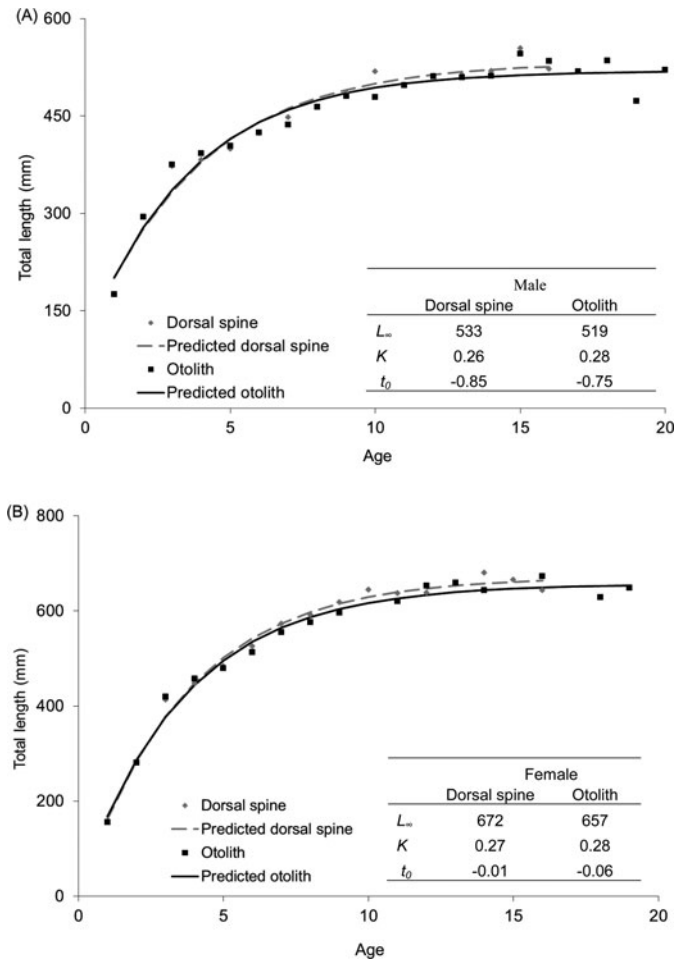 (A)
600
450
300
150
0
Total length (mm)
Dorsal spine
Predicted dorsal spine
Otolith
Predicted otolith
Male
Dorsal spine Otolith
L∞ 533 519
K 0.26 0.28
t0 -0.85 -0.75
0 5 10 15 20
Age
(B)
800
600
400
200
0
Total length (mm)
Dorsal spine
Predicted dorsal spine
Otolith
Predicted otolith
Female
Dorsal spine Otolith
L∞ 672 657
K 0.27 0.28
t0 -0.01 -0.06
0 5 10 15 20
Age